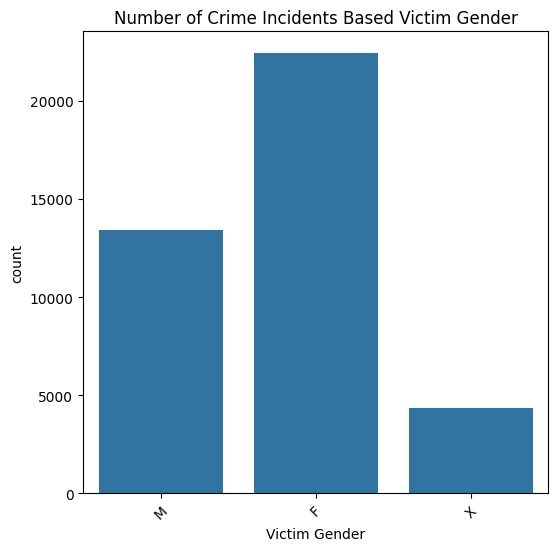 Number of Crime Incidents Based Victim Gender
count
20000
15000
10000
5000
0
M
F
X
Victim Gender